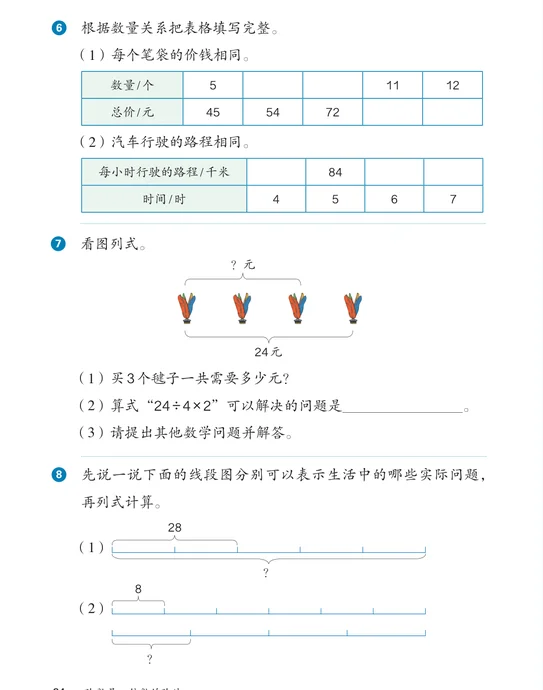 6 根据数量关系把表格填写完整。
（1）每个笔袋的价钱相同。
数量/个 5 11 12
总价/元 45 54 72
（2）汽车行驶的路程相同。
每小时行驶的路程/千米 84
时间/时 4 5 6 7
7 看图列式。
？元
24元
（1）买3个毽子一共需要多少元？
（2）算式“24÷4×2”可以解决的问题是________________。
（3）请提出其他数学问题并解答。
8 先说一说下面的线段图分别可以表示生活中的哪些实际问题，
再列式计算。
28
（1）
？
8
（2）
？